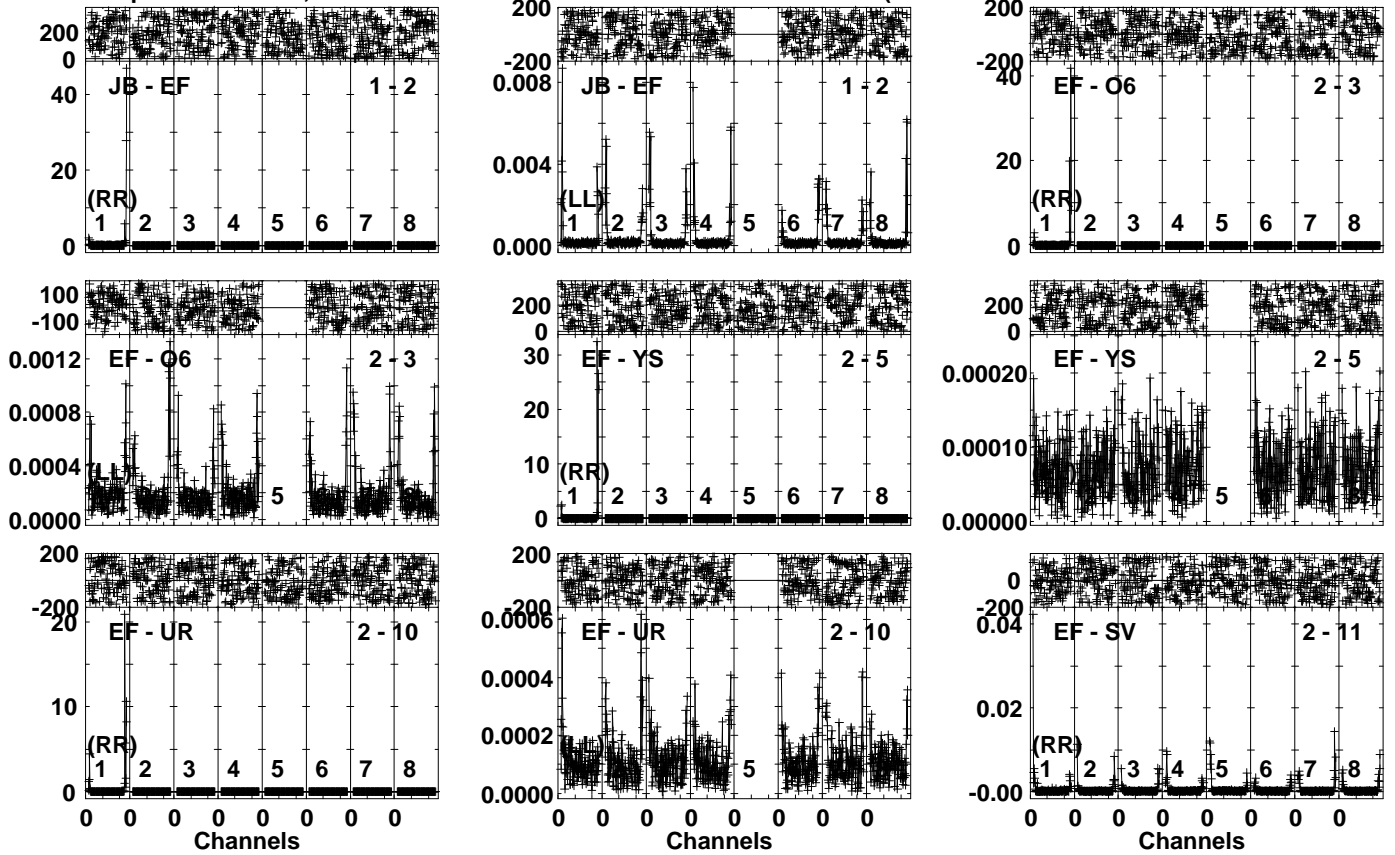 200
0
JB - EF 1 - 2
40
20
0
(RR)
1 2 3 4 5 6 7 8
200
-200
JB - EF 1 - 2
0.008
0.004
0.000
(LL)
1 2 3 4 5 6 7 8
200
-200
EF - O6 2 - 3
40
20
0
(RR)
1 2 3 4 5 6 7 8
100
-100
EF - O6 2 - 3
0.0012
0.0008
0.0004
0.0000
(LL)
5
200
0
EF - YS 2 - 5
30
20
10
0
(RR)
1 2 3 4 5 6 7 8
200
0
EF - YS 2 - 5
0.00020
0.00010
0.00000
5
200
-200
EF - UR 2 - 10
20
10
0
(RR)
1 2 3 4 5 6 7 8
0 0 0 0 0 0 0 0
Channels
200
-200
EF - UR 2 - 10
0.0006
0.0004
0.0002
0.0000
5
0 0 0 0 0 0 0 0
Channels
0
-200
EF - SV 2 - 11
0.04
0.02
-0.00
(RR)
1 2 3 4 5 6 7 8
0 0 0 0 0 0 0 0
Channels